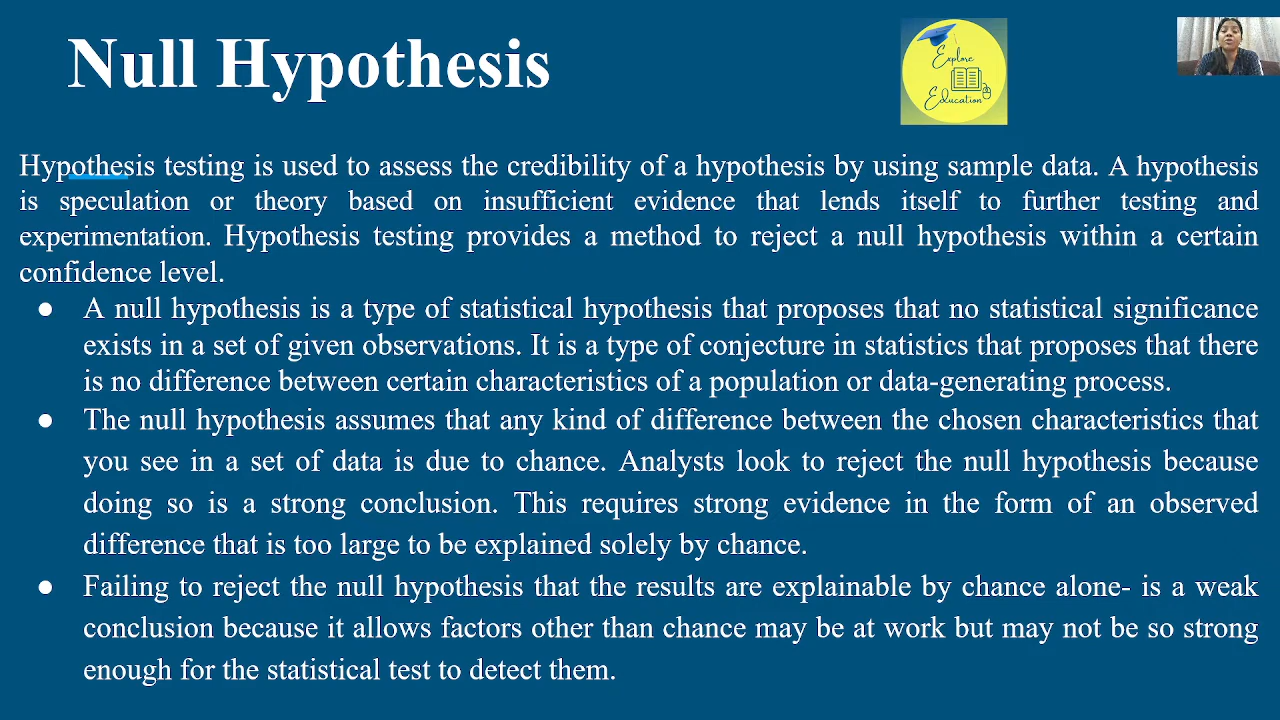 Null Hypothesis
Explore
Education
Hypothesis testing is used to assess the credibility of a hypothesis by using sample data. A hypothesis
is speculation or theory based on insufficient evidence that lends itself to further testing and
experimentation. Hypothesis testing provides a method to reject a null hypothesis within a certain
confidence level.
● A null hypothesis is a type of statistical hypothesis that proposes that no statistical significance
exists in a set of given observations. It is a type of conjecture in statistics that proposes that there
is no difference between certain characteristics of a population or data-generating process.
● The null hypothesis assumes that any kind of difference between the chosen characteristics that
you see in a set of data is due to chance. Analysts look to reject the null hypothesis because
doing so is a strong conclusion. This requires strong evidence in the form of an observed
difference that is too large to be explained solely by chance.
● Failing to reject the null hypothesis that the results are explainable by chance alone- is a weak
conclusion because it allows factors other than chance may be at work but may not be so strong
enough for the statistical test to detect them.